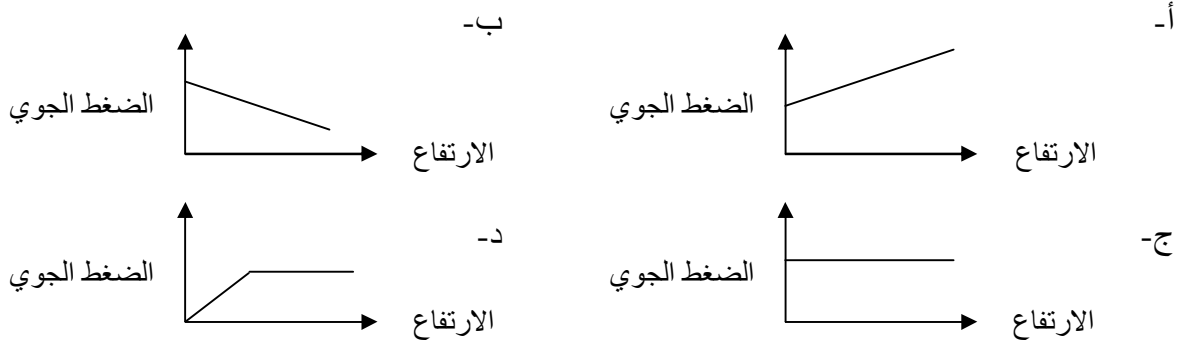 أ-
الضغط الجوي
الارتفاع
ب-
الضغط الجوي
الارتفاع
ج-
الضغط الجوي
الارتفاع
د-
الضغط الجوي
الارتفاع